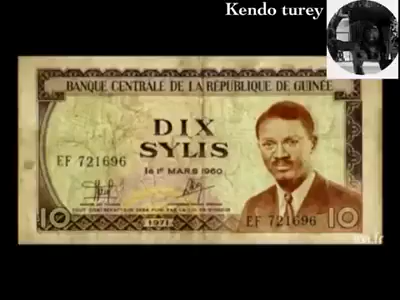 Kendo turey
BANQUE CENTRALE DE LA RÉPUBLIQUE DE GUINÉE
DIX
SYLIS
EF 721696
1er MARS 1960
EF 721696
10
1971
10